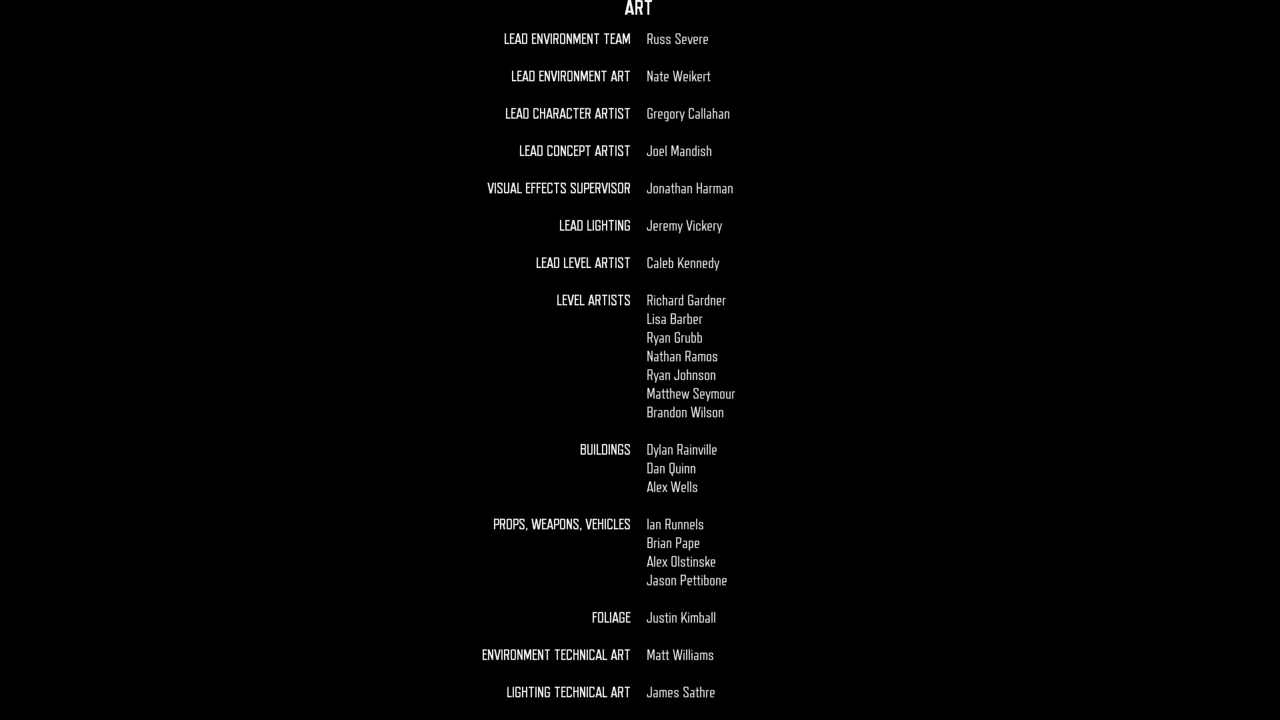 ART
LEAD ENVIRONMENT TEAM Russ Severe
LEAD ENVIRONMENT ART Nate Weikert
LEAD CHARACTER ARTIST Gregory Callahan
LEAD CONCEPT ARTIST Joel Mandish
VISUAL EFFECTS SUPERVISOR Jonathan Harman
LEAD LIGHTING Jeremy Vickery
LEAD LEVEL ARTIST Caleb Kennedy
LEVEL ARTISTS Richard Gardner
Lisa Barber
Ryan Grubb
Nathan Ramos
Ryan Johnson
Matthew Seymour
Brandon Wilson
BUILDINGS Dylan Rainville
Dan Quinn
Alex Wells
PROPS, WEAPONS, VEHICLES Ian Runnels
Brian Pape
Alex Olstinske
Jason Pettibone
FOLIAGE Justin Kimball
ENVIRONMENT TECHNICAL ART Matt Williams
LIGHTING TECHNICAL ART James Sathre